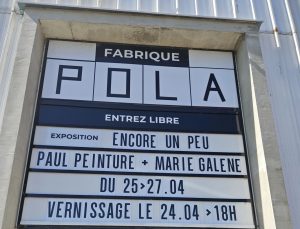 FABRIQUE
POLA
ENTREZ LIBRE
EXPOSITION ENCORE UN PEU
PAUL PEINTURE + MARIE GALENE
DU 25>27.04
VERNISSAGE LE 24.04 >18H